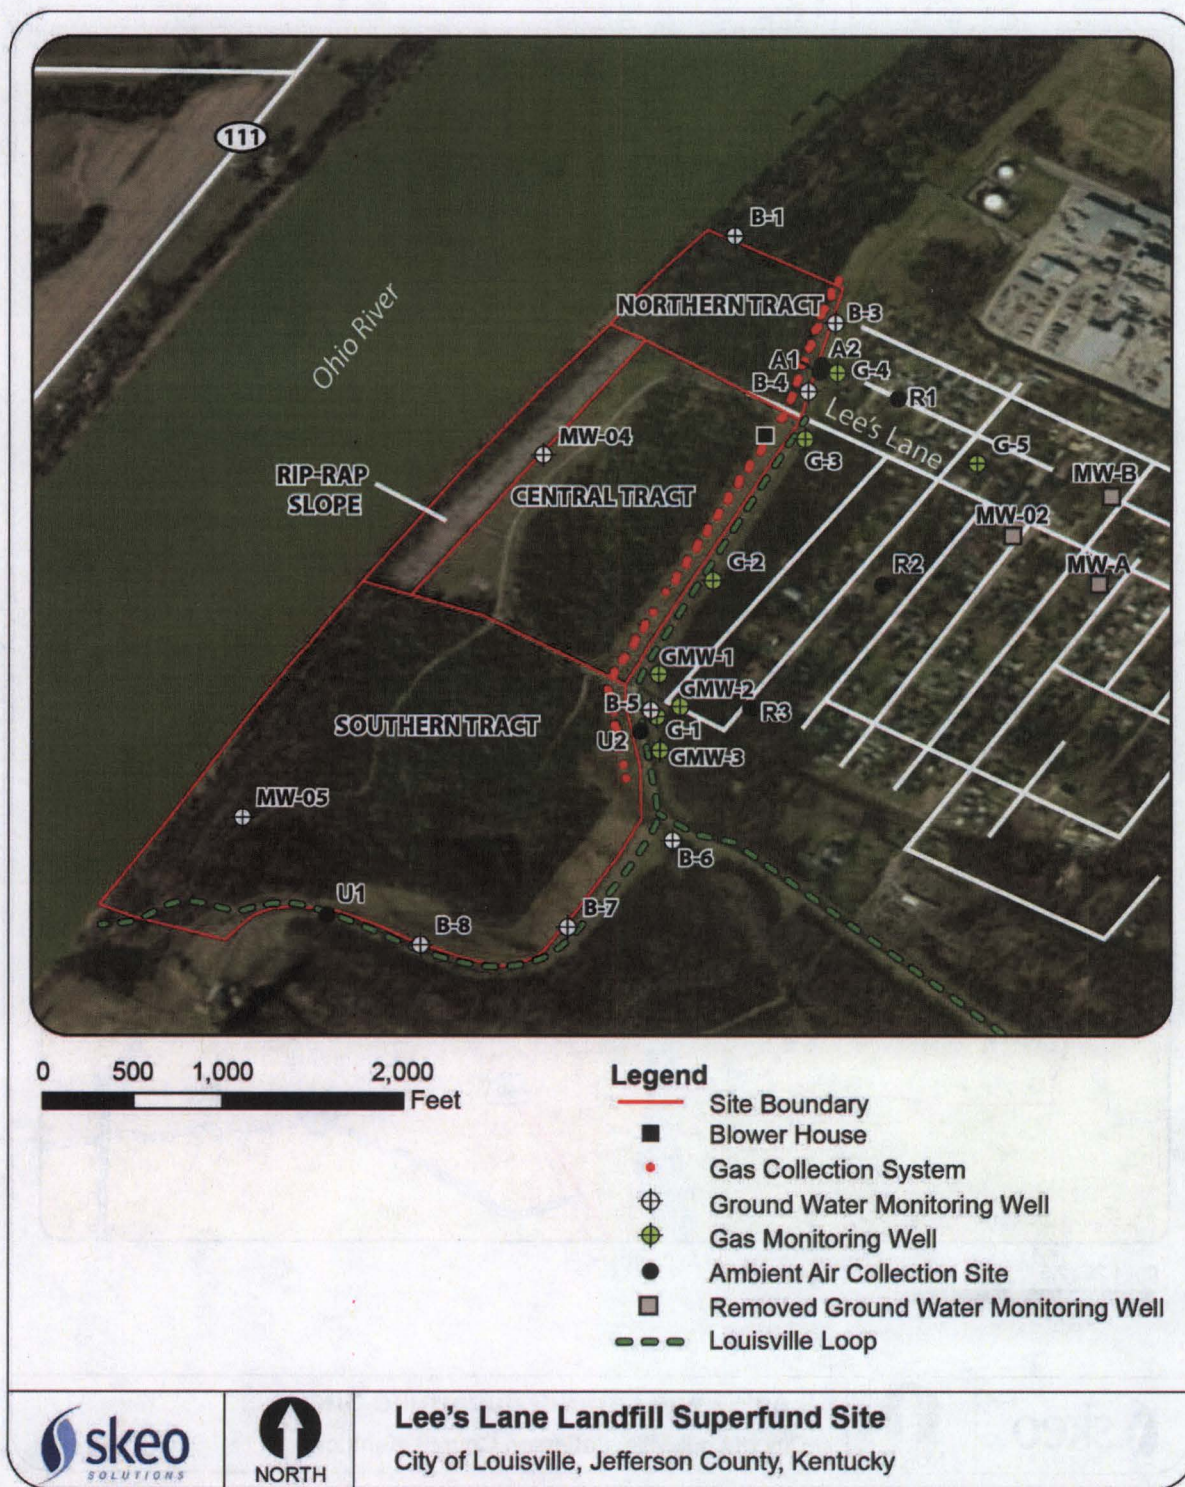 111
B-1
Ohio River
NORTHERN TRACT
B-3
A1
A2
G-4
B-4
R1
Lee's Lane
MW-04
G-3
G-5
RIP-RAP
SLOPE
CENTRAL TRACT
MW-B
MW-02
G-2
R2
MW-A
GMW-1
GMW-2
B-5
R3
SOUTHERN TRACT
G-1
U2
GMW-3
MW-05
B-6
U1
B-7
B-8
0 500 1,000 2,000
Feet
Legend
Site Boundary
Blower House
Gas Collection System
Ground Water Monitoring Well
Gas Monitoring Well
Ambient Air Collection Site
Removed Ground Water Monitoring Well
Louisville Loop
skeo
SOLUTIONS
NORTH
Lee's Lane Landfill Superfund Site
City of Louisville, Jefferson County, Kentucky